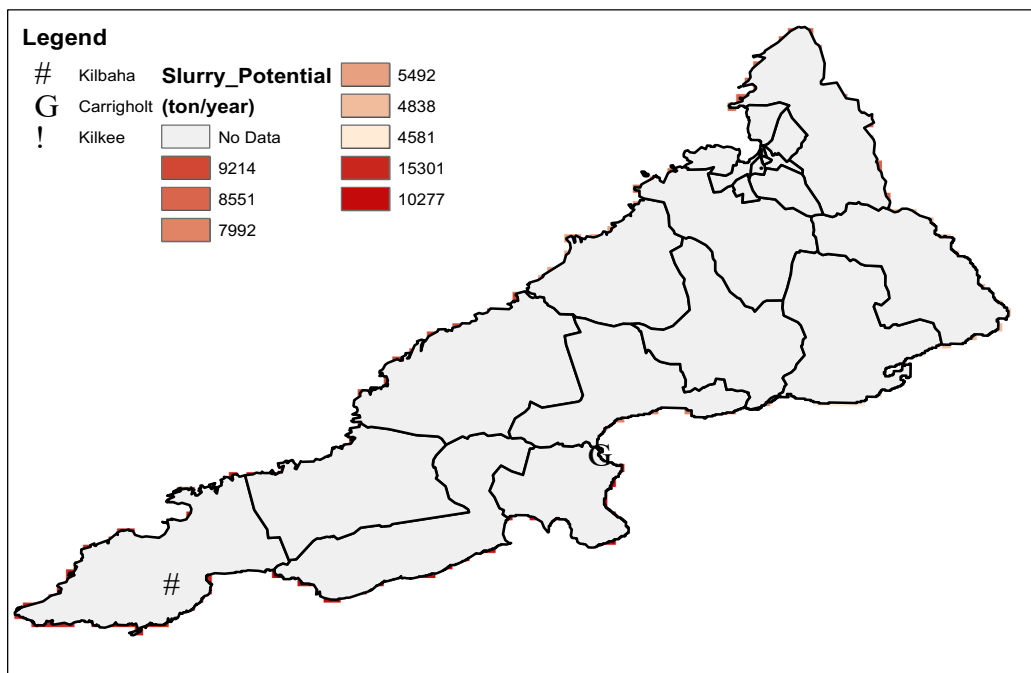 Legend
# Kilbaha
G Carrigholt
! Kilkee
Slurry_Potential
(ton/year)
No Data
9214
8551
7992
5492
4838
4581
15301
10277
G
#